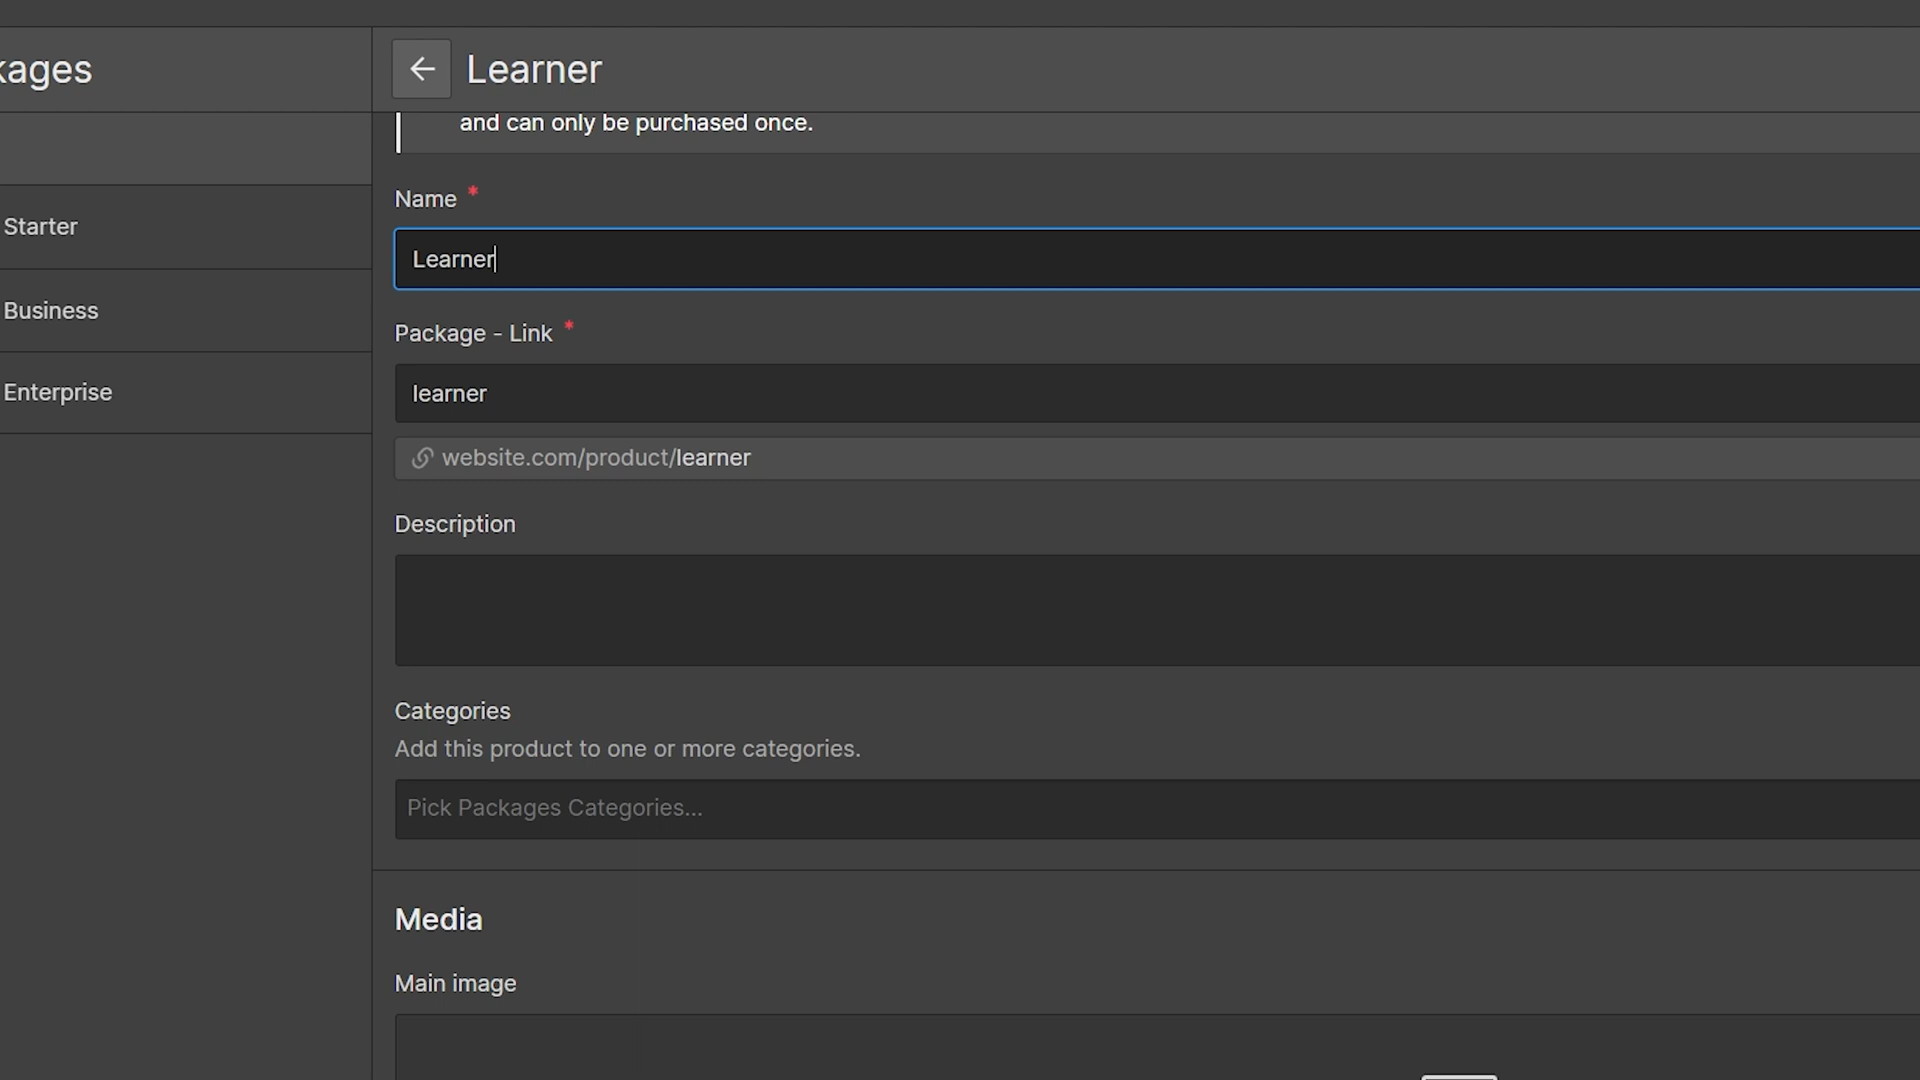 kages
Learner
and can only be purchased once.
Starter
Business
Enterprise
Name *
Learner
Package - Link *
learner
website.com/product/learner
Description
Categories
Add this product to one or more categories.
Pick Packages Categories...
Media
Main image